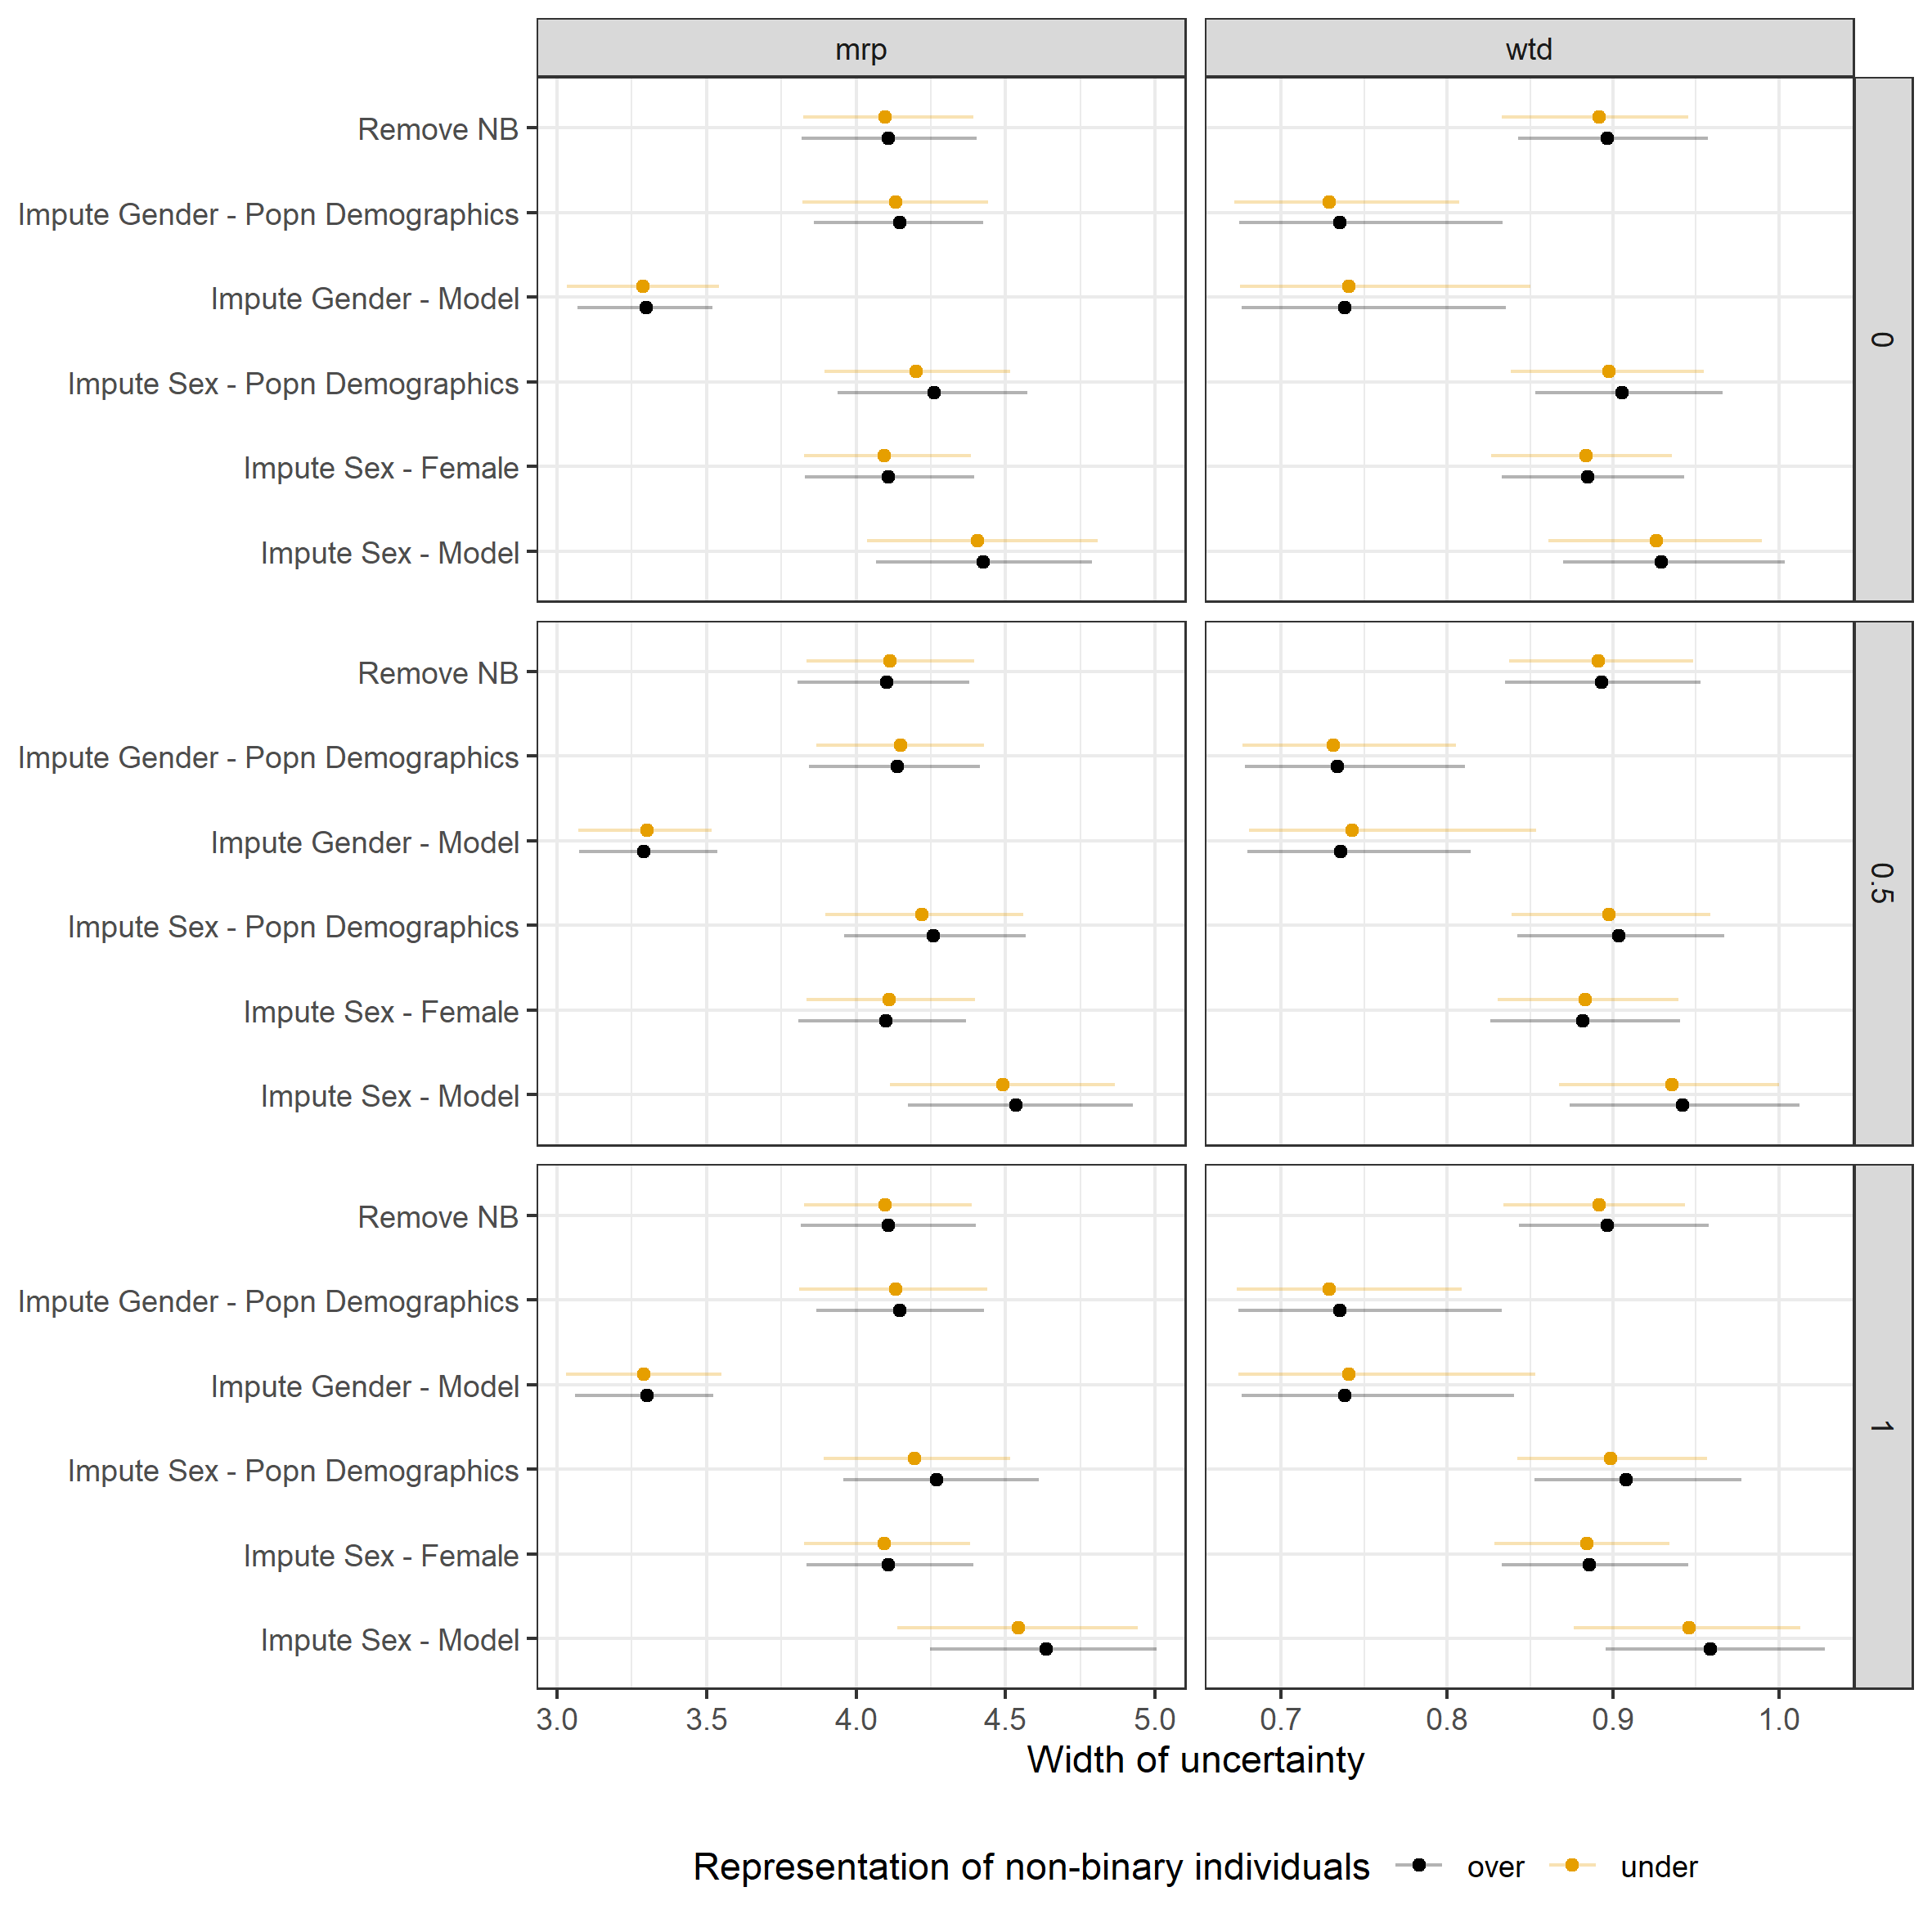 mrp
wtd
Remove NB
Impute Gender - Popn Demographics
Impute Gender - Model
Impute Sex - Popn Demographics
Impute Sex - Female
Impute Sex - Model
0
Remove NB
Impute Gender - Popn Demographics
Impute Gender - Model
Impute Sex - Popn Demographics
Impute Sex - Female
Impute Sex - Model
0.5
Remove NB
Impute Gender - Popn Demographics
Impute Gender - Model
Impute Sex - Popn Demographics
Impute Sex - Female
Impute Sex - Model
1
3.0 3.5 4.0 4.5 5.0
0.7 0.8 0.9 1.0
Width of uncertainty
Representation of non-binary individuals over under